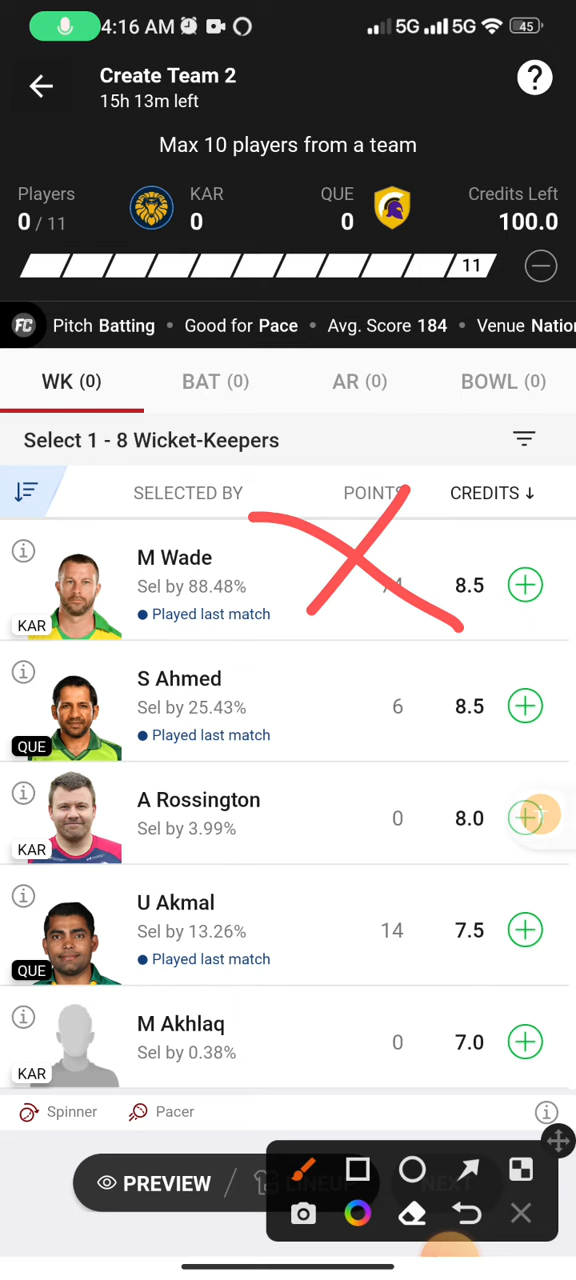 4:16 AM 5G 5G 45
Create Team 2
15h 13m left
?
Max 10 players from a team
Players KAR QUE Credits Left
0 / 11 0 0 100.0
11
FC Pitch Batting • Good for Pace • Avg. Score 184 • Venue Natio
WK (0) BAT (0) AR (0) BOWL (0)
Select 1 - 8 Wicket-Keepers
SELECTED BY POINTS CREDITS ↓
M Wade
Sel by 88.48% 74 8.5
Played last match
KAR
S Ahmed
Sel by 25.43% 6 8.5
Played last match
QUE
A Rossington
Sel by 3.99% 0 8.0
KAR
U Akmal
Sel by 13.26% 14 7.5
Played last match
QUE
M Akhlaq
Sel by 0.38% 0 7.0
KAR
Spinner Pacer
PREVIEW / LINEUP NEXT